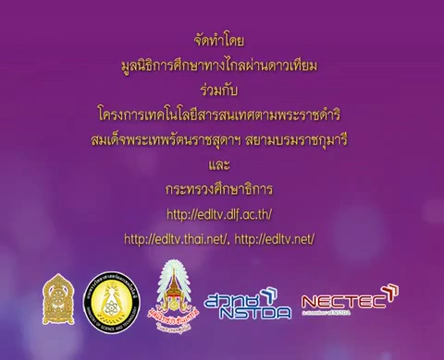 จัดทำโดย
มูลนิธิการศึกษาทางไกลผ่านดาวเทียม
ร่วมกับ
โครงการเทคโนโลยีสารสนเทศตามพระราชดำริ
สมเด็จพระเทพรัตนราชสุดาฯ สยามบรมราชกุมารี
และ
กระทรวงศึกษาธิการ
http://edltv.dlf.ac.th/
http://edltv.thai.net/, http://edltv.net/
สวทช
NSTDA
NECTEC
a member of NSTDA